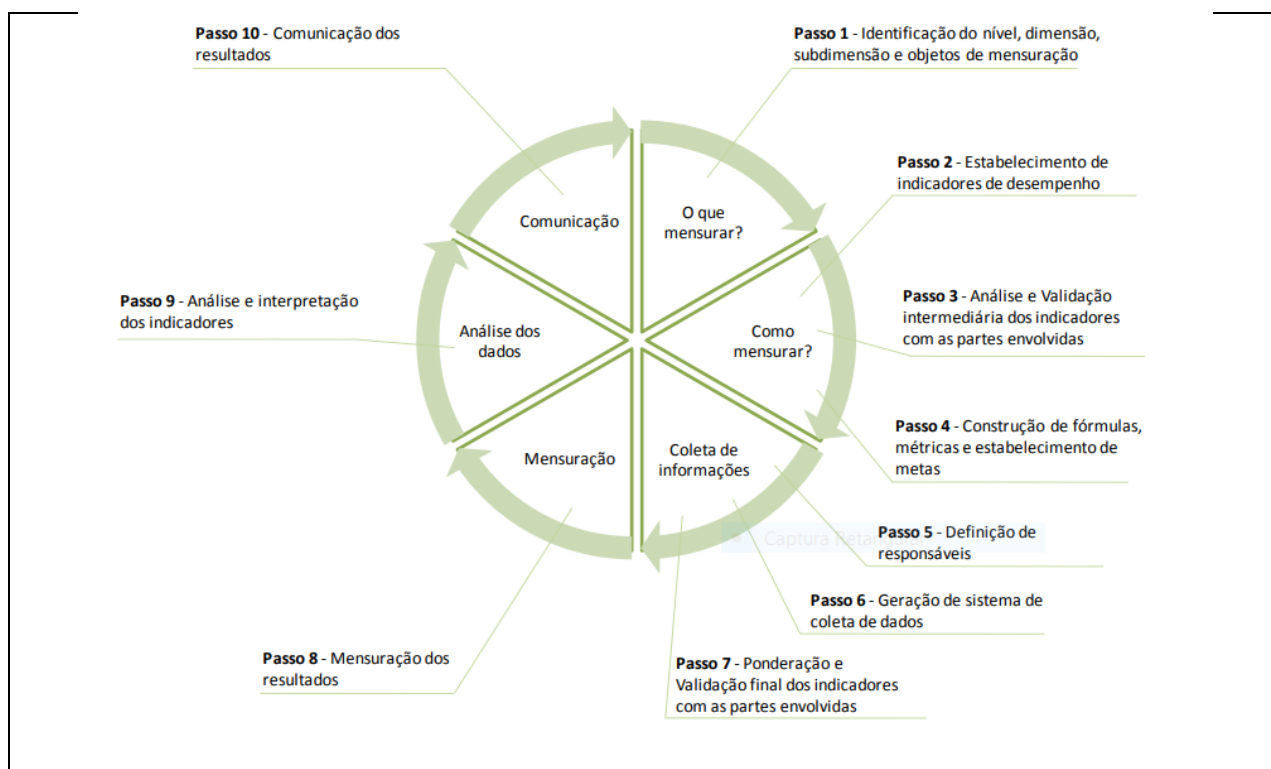 Passo 10 - Comunicação dos
resultados
Passo 1 - Identificação do nível, dimensão,
subdimensão e objetos de mensuração
Passo 2 - Estabelecimento de
indicadores de desempenho
Comunicação
O que
mensurar?
Passo 9 - Análise e interpretação
dos indicadores
Análise dos
dados
Como
mensurar?
Passo 3 - Análise e Validação
intermediária dos indicadores
com as partes envolvidas
Mensuração
Coleta de
informações
Passo 4 - Construção de fórmulas,
métricas e estabelecimento de
metas
Captura Retangular
Passo 5 - Definição de
responsáveis
Passo 6 - Geração de sistema de
coleta de dados
Passo 8 - Mensuração dos
resultados
Passo 7 - Ponderação e
Validação final dos indicadores
com as partes envolvidas